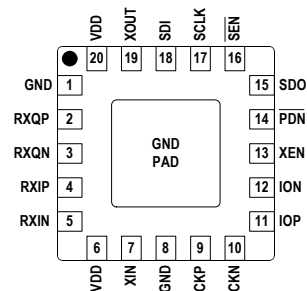 VDD XOUT SDI SCLK SEN
20 19 18 17 16
GND 1 15 SDO
RXQP 2 14 PDN
RXQN 3 GND 13 XEN
PAD
RXIP 4 12 ION
RXIN 5 11 IOP
6 7 8 9 10
VDD XIN GND CKP CKN